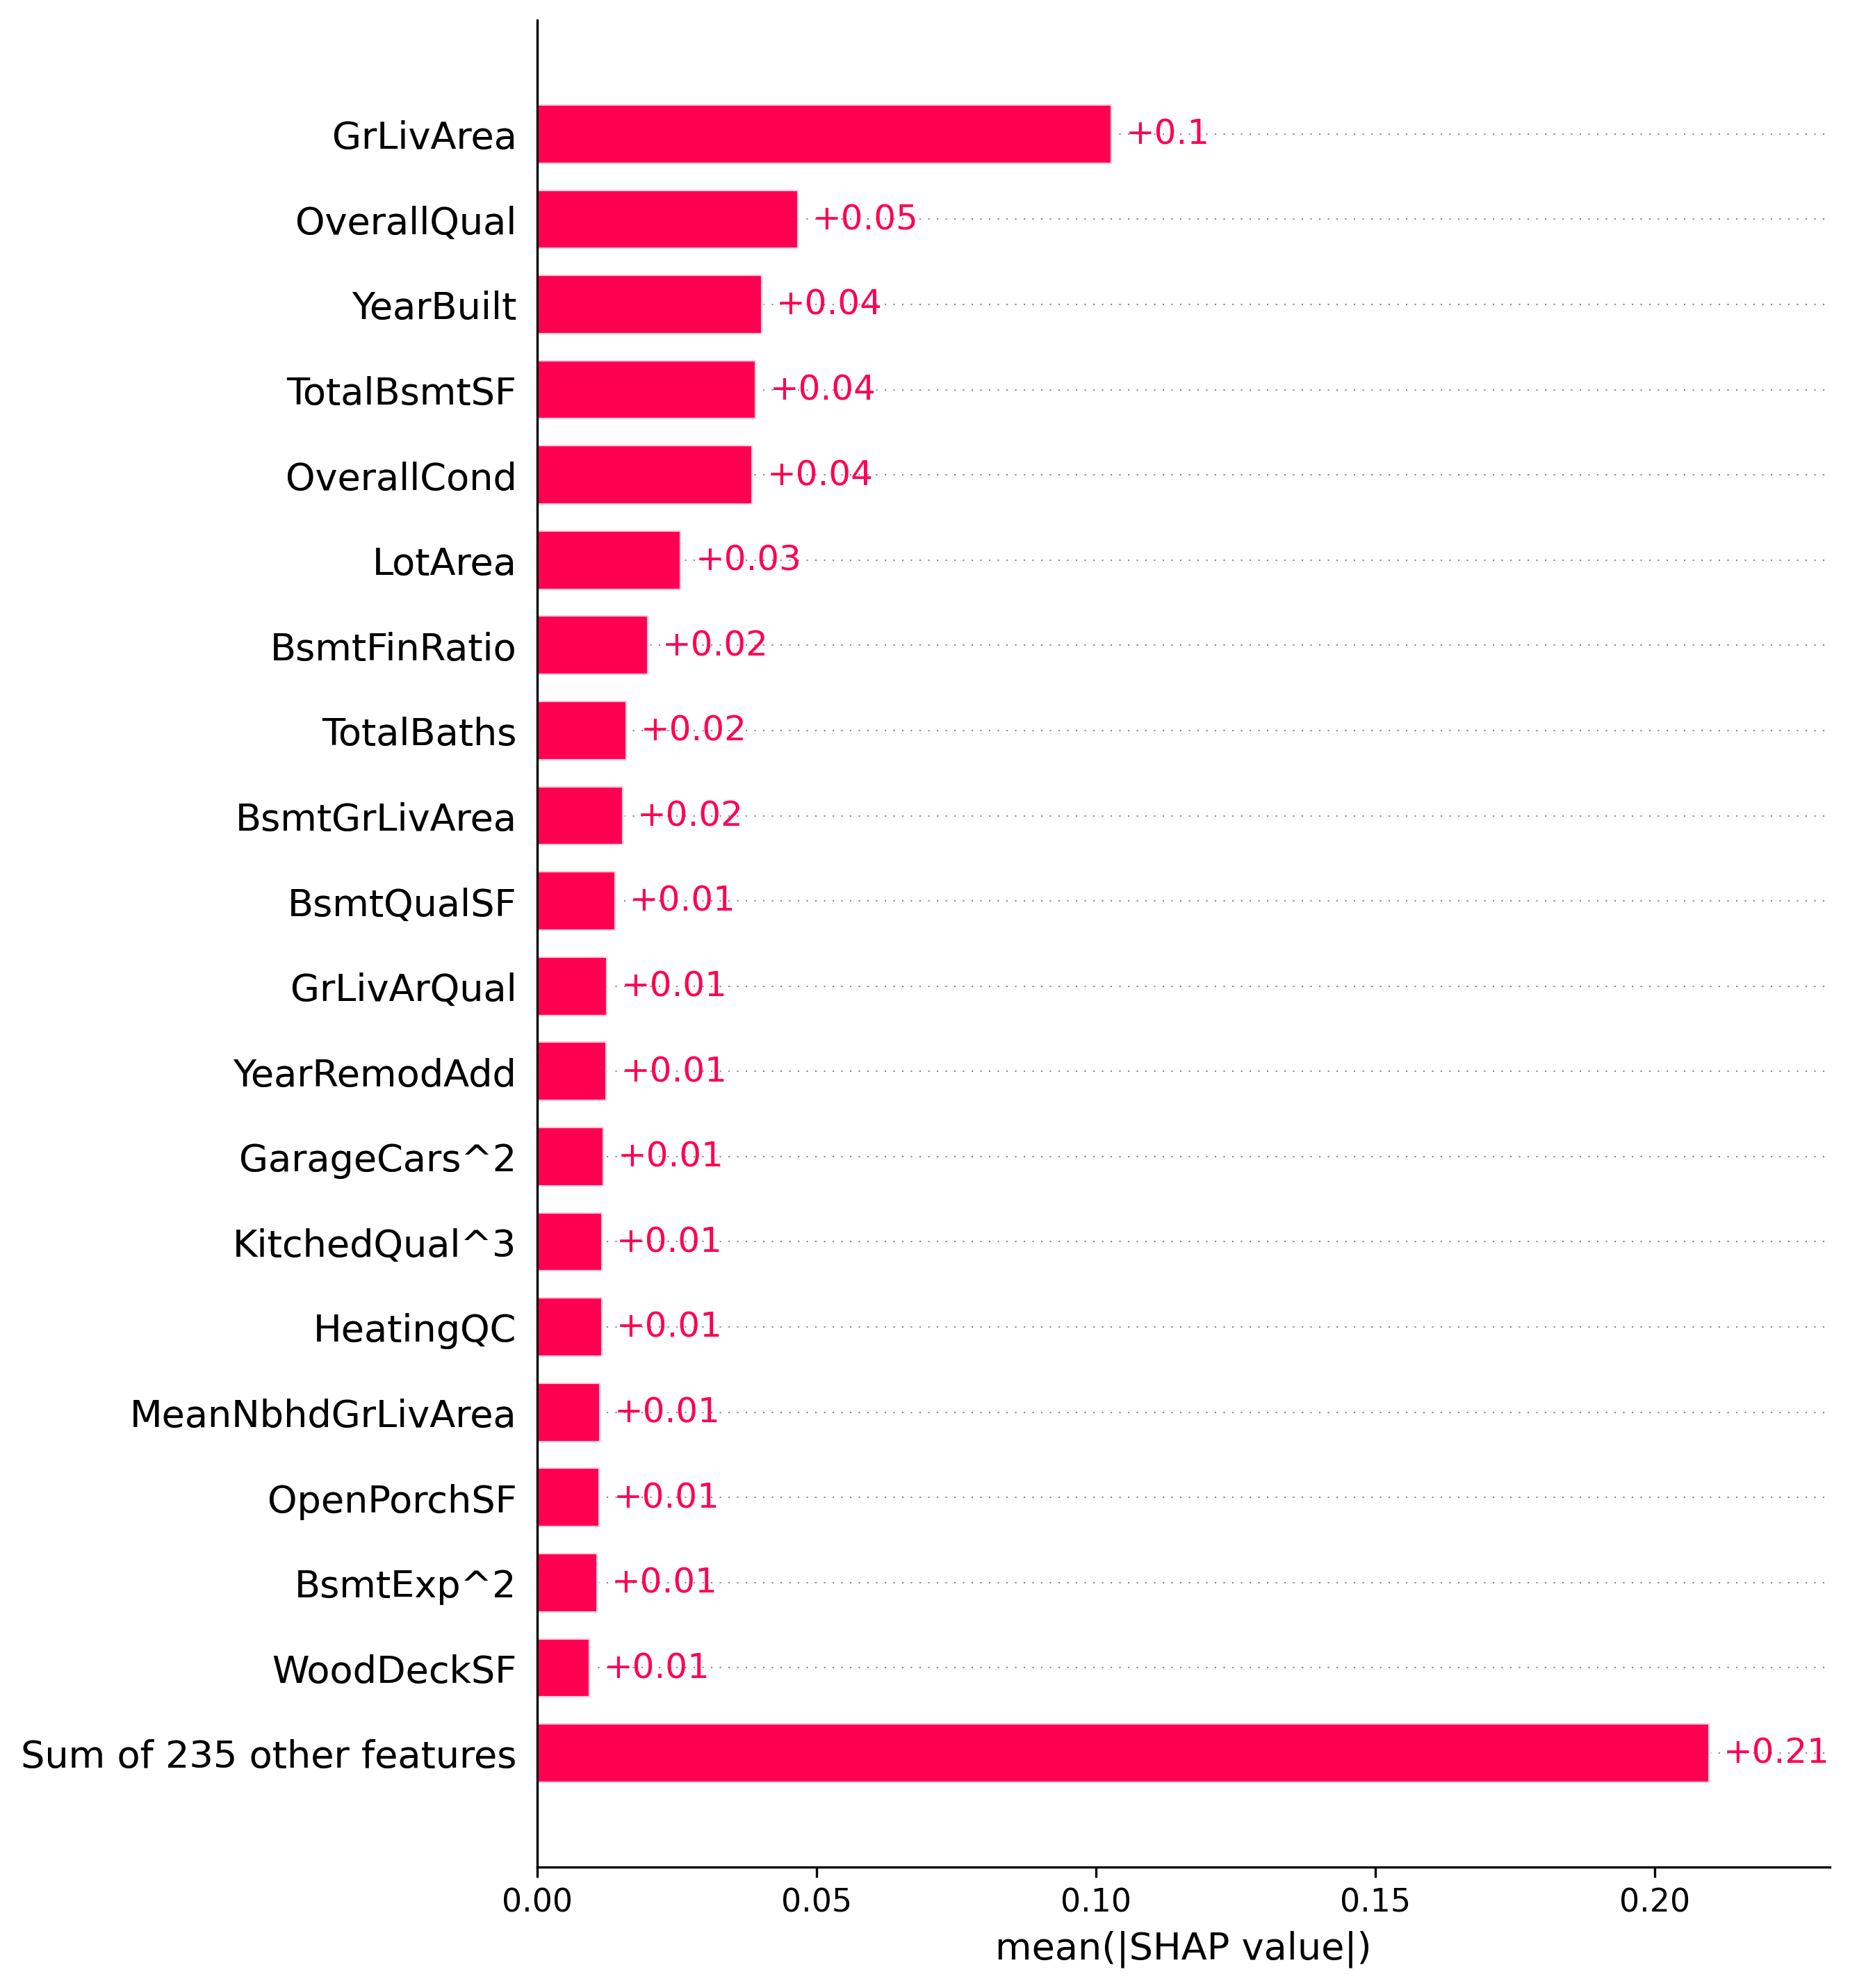 GrLivArea +0.1
OverallQual +0.05
YearBuilt +0.04
TotalBsmtSF +0.04
OverallCond +0.04
LotArea +0.03
BsmtFinRatio +0.02
TotalBaths +0.02
BsmtGrLivArea +0.02
BsmtQualSF +0.01
GrLivArQual +0.01
YearRemodAdd +0.01
GarageCars^2 +0.01
KitchedQual^3 +0.01
HeatingQC +0.01
MeanNbhdGrLivArea +0.01
OpenPorchSF +0.01
BsmtExp^2 +0.01
WoodDeckSF +0.01
Sum of 235 other features +0.21
0.00 0.05 0.10 0.15 0.20
mean(|SHAP value|)